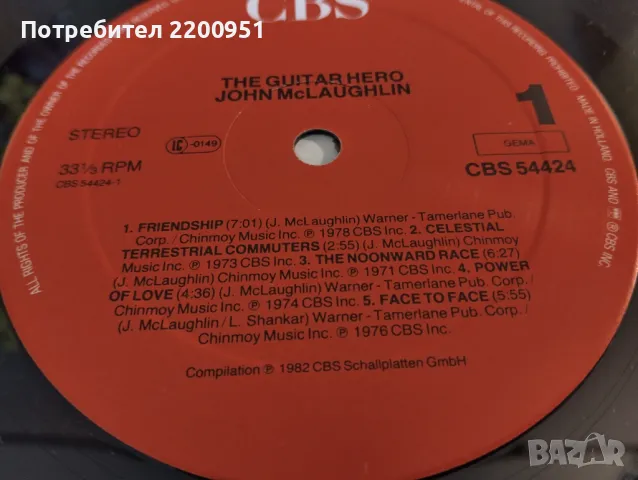 Потребител 2200951
CBS
THE GUITAR HERO
JOHN McLAUGHLIN
STEREO
LC -0149
1
33⅓ RPM
CBS 54424-1
GEMA
CBS 54424
1. FRIENDSHIP (7:01) (J. McLaughlin) Warner - Tamerlane Pub.
Corp. / Chinmoy Music Inc. ℗ 1978 CBS Inc. 2. CELESTIAL
TERRESTRIAL COMMUTERS (2:55) (J. McLaughlin) Chinmoy
Music Inc. ℗ 1973 CBS Inc. 3. THE NOONWARD RACE (6:27)
(J. McLaughlin) Chinmoy Music Inc. ℗ 1971 CBS Inc. 4. POWER
OF LOVE (4:36) (J. McLaughlin) Warner - Tamerlane Pub. Corp. /
Chinmoy Music Inc. ℗ 1974 CBS Inc. 5. FACE TO FACE (5:55)
(J. McLaughlin / L. Shankar) Warner - Tamerlane Pub. Corp. /
Chinmoy Music Inc. ℗ 1976 CBS Inc.
Compilation ℗ 1982 CBS Schallplatten GmbH
ALL RIGHTS OF THE PRODUCER AND OF THE OWNER OF THE RECORDED
OF THIS RECORDING PROHIBITED. MADE IN HOLLAND CBS AND ℗ CBS INC
BAZAR